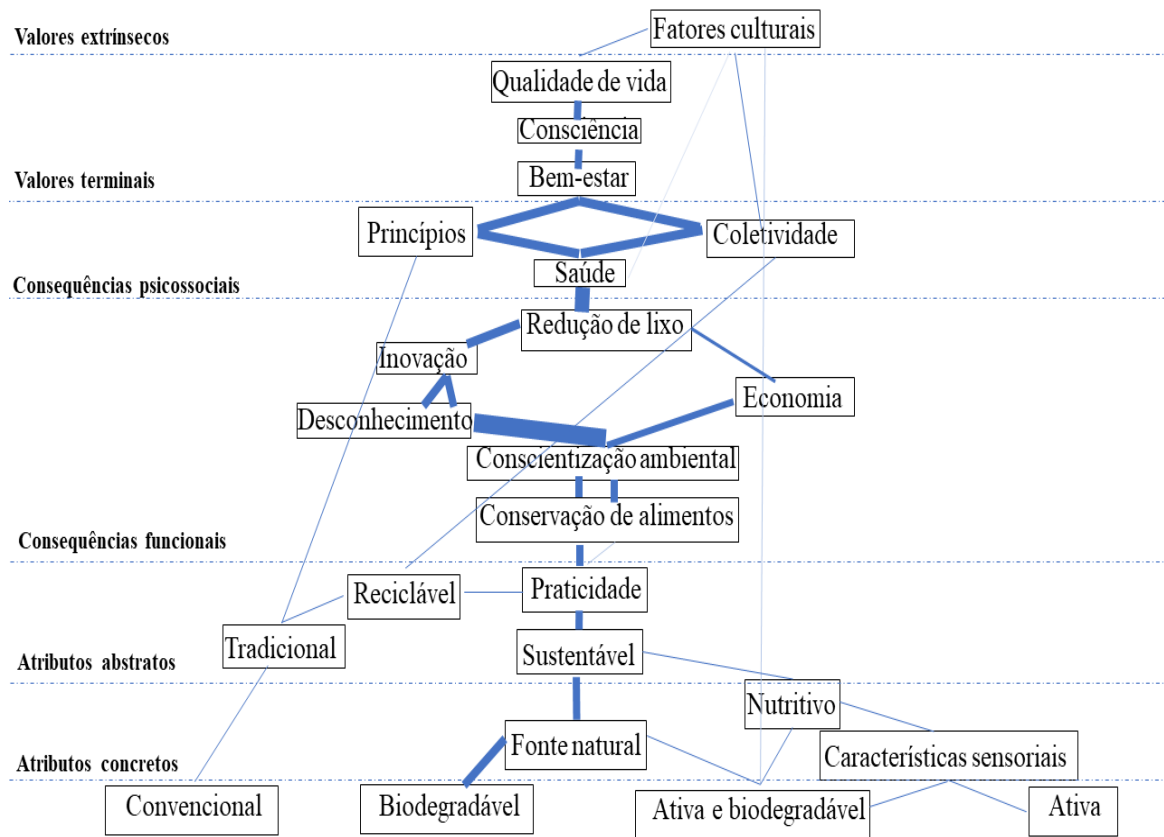 Fatores culturais
Valores extrínsecos
Qualidade de vida
Consciência
Bem-estar
Valores terminais
Princípios
Coletividade
Saúde
Consequências psicossociais
Redução de lixo
Inovação
Economia
Desconhecimento
Conscientização ambiental
Conservação de alimentos
Consequências funcionais
Praticidade
Reciclável
Tradicional
Sustentável
Atributos abstratos
Nutritivo
Fonte natural
Características sensoriais
Atributos concretos
Convencional
Biodegradável
Ativa e biodegradável
Ativa